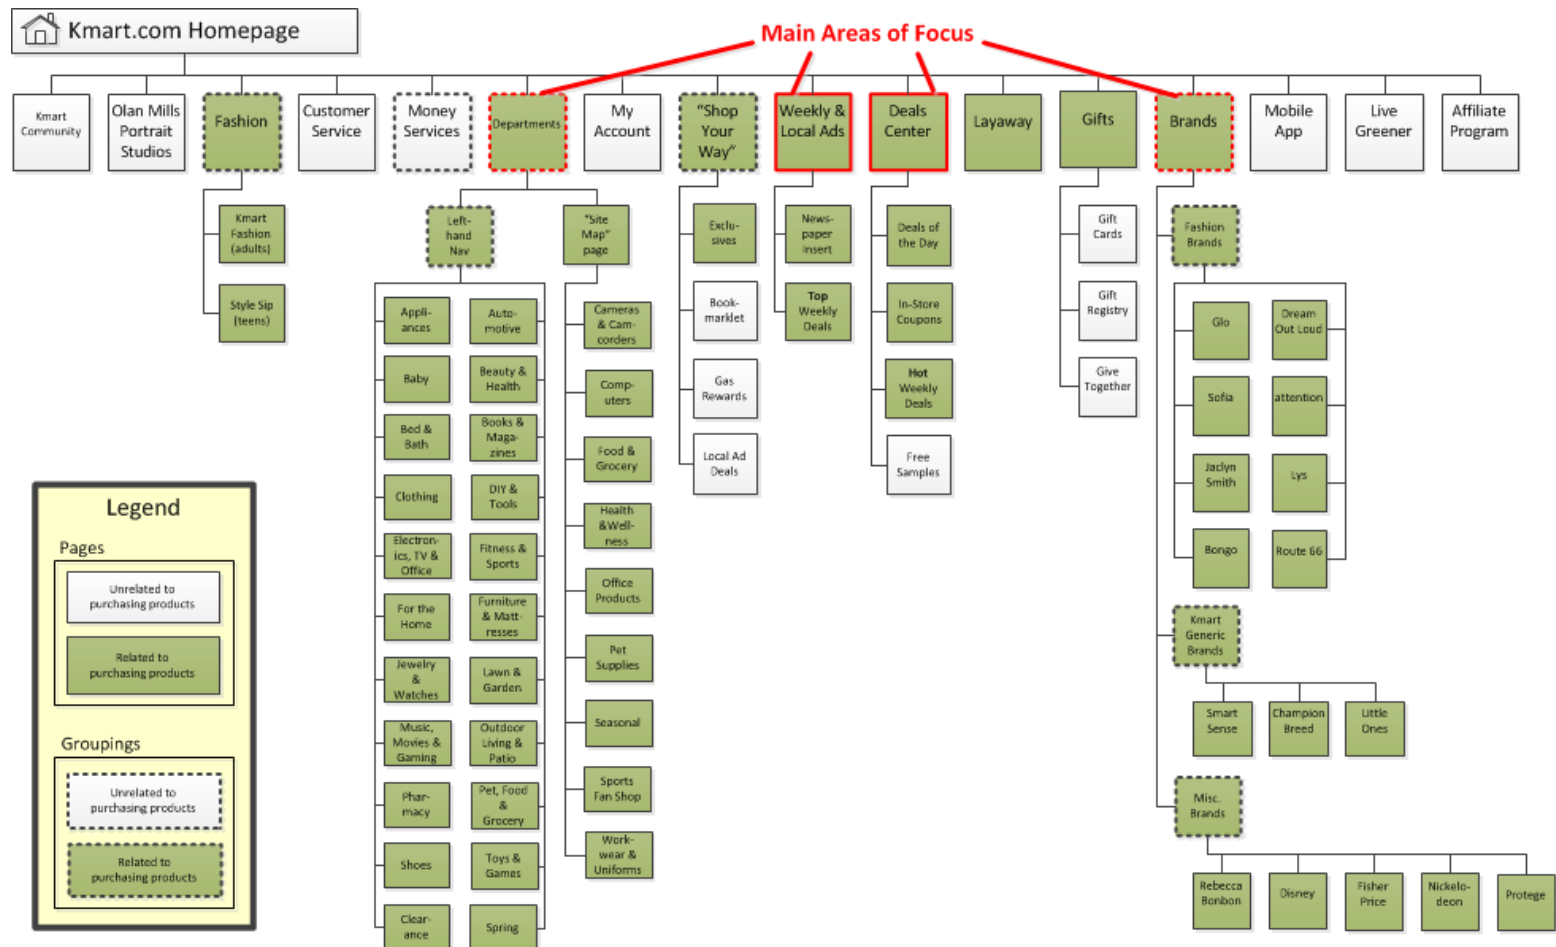 Kmart.com Homepage
Main Areas of Focus
Kmart
Community
Olan Mills
Portrait
Studios
Fashion
Customer
Service
Money
Services
Departments
My
Account
“Shop
Your
Way”
Weekly &
Local Ads
Deals
Center
Layaway
Gifts
Brands
Mobile
App
Live
Greener
Affiliate
Program
Kmart
Fashion
(adults)
Style Sip
(teens)
Left-
hand
Nav
“Site
Map”
page
Appli-
ances
Auto-
motive
Baby
Beauty &
Health
Bed &
Bath
Books &
Maga-
zines
Clothing
DIY &
Tools
Electron-
ics, TV &
Office
Fitness &
Sports
For the
Home
Furniture
& Matt-
resses
Jewelry
&
Watches
Lawn &
Garden
Music,
Movies &
Gaming
Outdoor
Living &
Patio
Phar-
macy
Pet, Food
&
Grocery
Shoes
Toys &
Games
Clear-
ance
Spring
Cameras
& Cam-
corders
Comp-
uters
Food &
Grocery
Health
&Well-
ness
Office
Products
Pet
Supplies
Seasonal
Sports
Fan Shop
Work-
wear &
Uniforms
Exclu-
sives
Book-
marklet
Gas
Rewards
Local Ad
Deals
News-
paper
Insert
Top
Weekly
Deals
Deals of
the Day
In-Store
Coupons
Hot
Weekly
Deals
Free
Samples
Gift
Cards
Gift
Registry
Give
Together
Fashion
Brands
Glo
Dream
Out Loud
Sofia
attention
Jaclyn
Smith
Lys
Bongo
Route 66
Kmart
Generic
Brands
Smart
Sense
Champion
Breed
Little
Ones
Misc.
Brands
Rebecca
Bonbon
Disney
Fisher
Price
Nickelo-
deon
Protege
Legend
Pages
Unrelated to
purchasing products
Related to
purchasing products
Groupings
Unrelated to
purchasing products
Related to
purchasing products